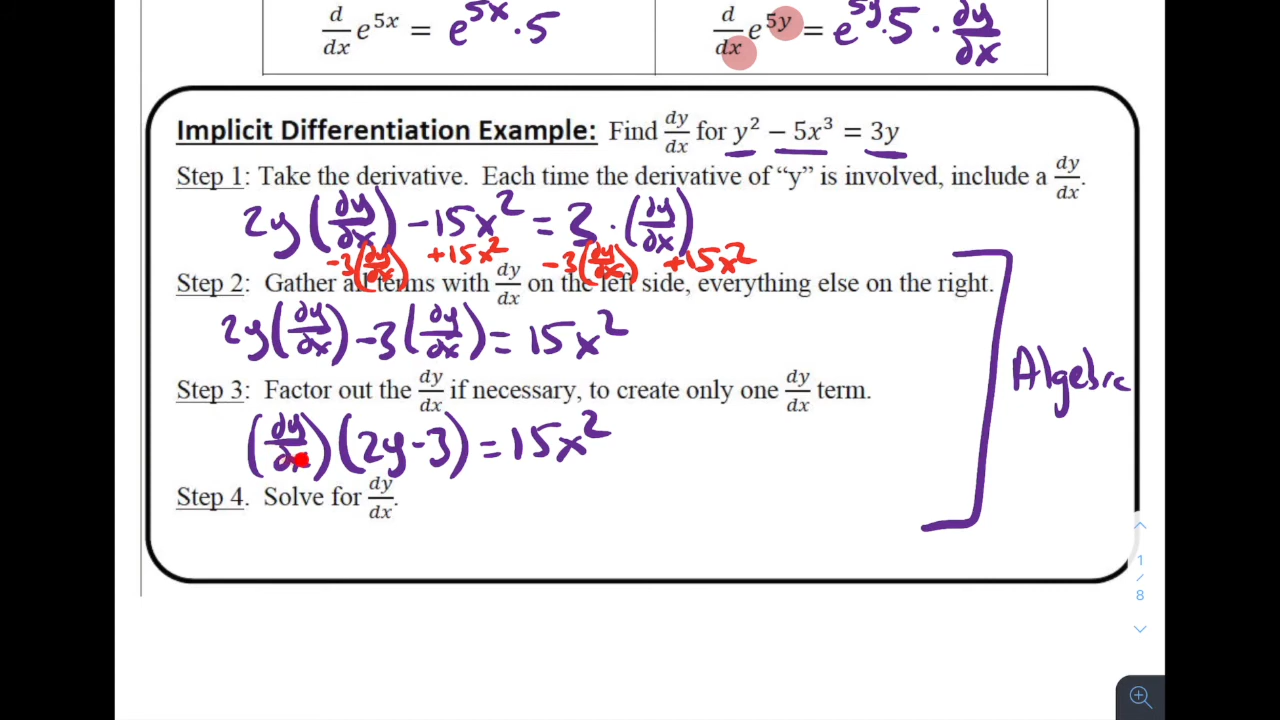 d/dx e^{5x} = e^{5x} · 5
d/dx e^{5y} = e^{5y} · 5 · dy/dx
Implicit Differentiation Example: Find dy/dx for y² − 5x³ = 3y
Step 1: Take the derivative. Each time the derivative of “y” is involved, include a dy/dx.
2y (dy/dx) − 15x² = 3 · (dy/dx)
−3(dy/dx) +15x² −3(dy/dx) +15x²
Step 2: Gather all terms with dy/dx on the left side, everything else on the right.
2y(dy/dx) − 3(dy/dx) = 15x²
Algebra
Step 3: Factor out the dy/dx if necessary, to create only one dy/dx term.
(dy/dx)(2y − 3) = 15x²
Step 4. Solve for dy/dx.
1
/
8